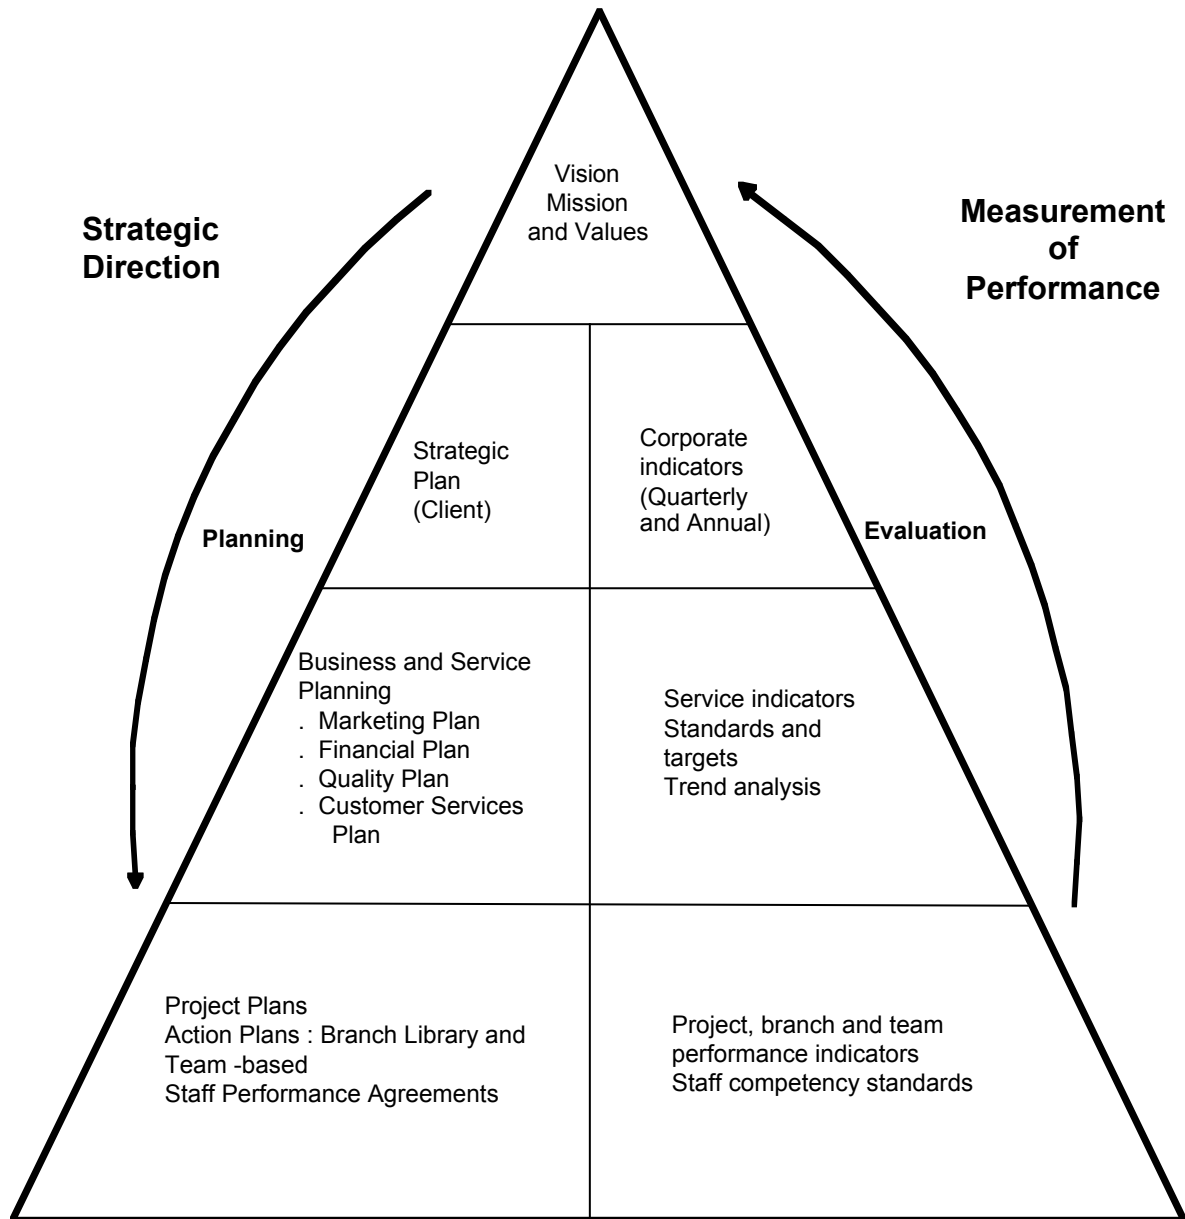 Vision
Mission
and Values
Strategic
Direction
Measurement
of
Performance
Strategic
Plan
(Client)
Corporate
indicators
(Quarterly
and Annual)
Planning
Evaluation
Business and Service
Planning
. Marketing Plan
. Financial Plan
. Quality Plan
. Customer Services
Plan
Service indicators
Standards and
targets
Trend analysis
Project Plans
Action Plans : Branch Library and
Team -based
Staff Performance Agreements
Project, branch and team
performance indicators
Staff competency standards